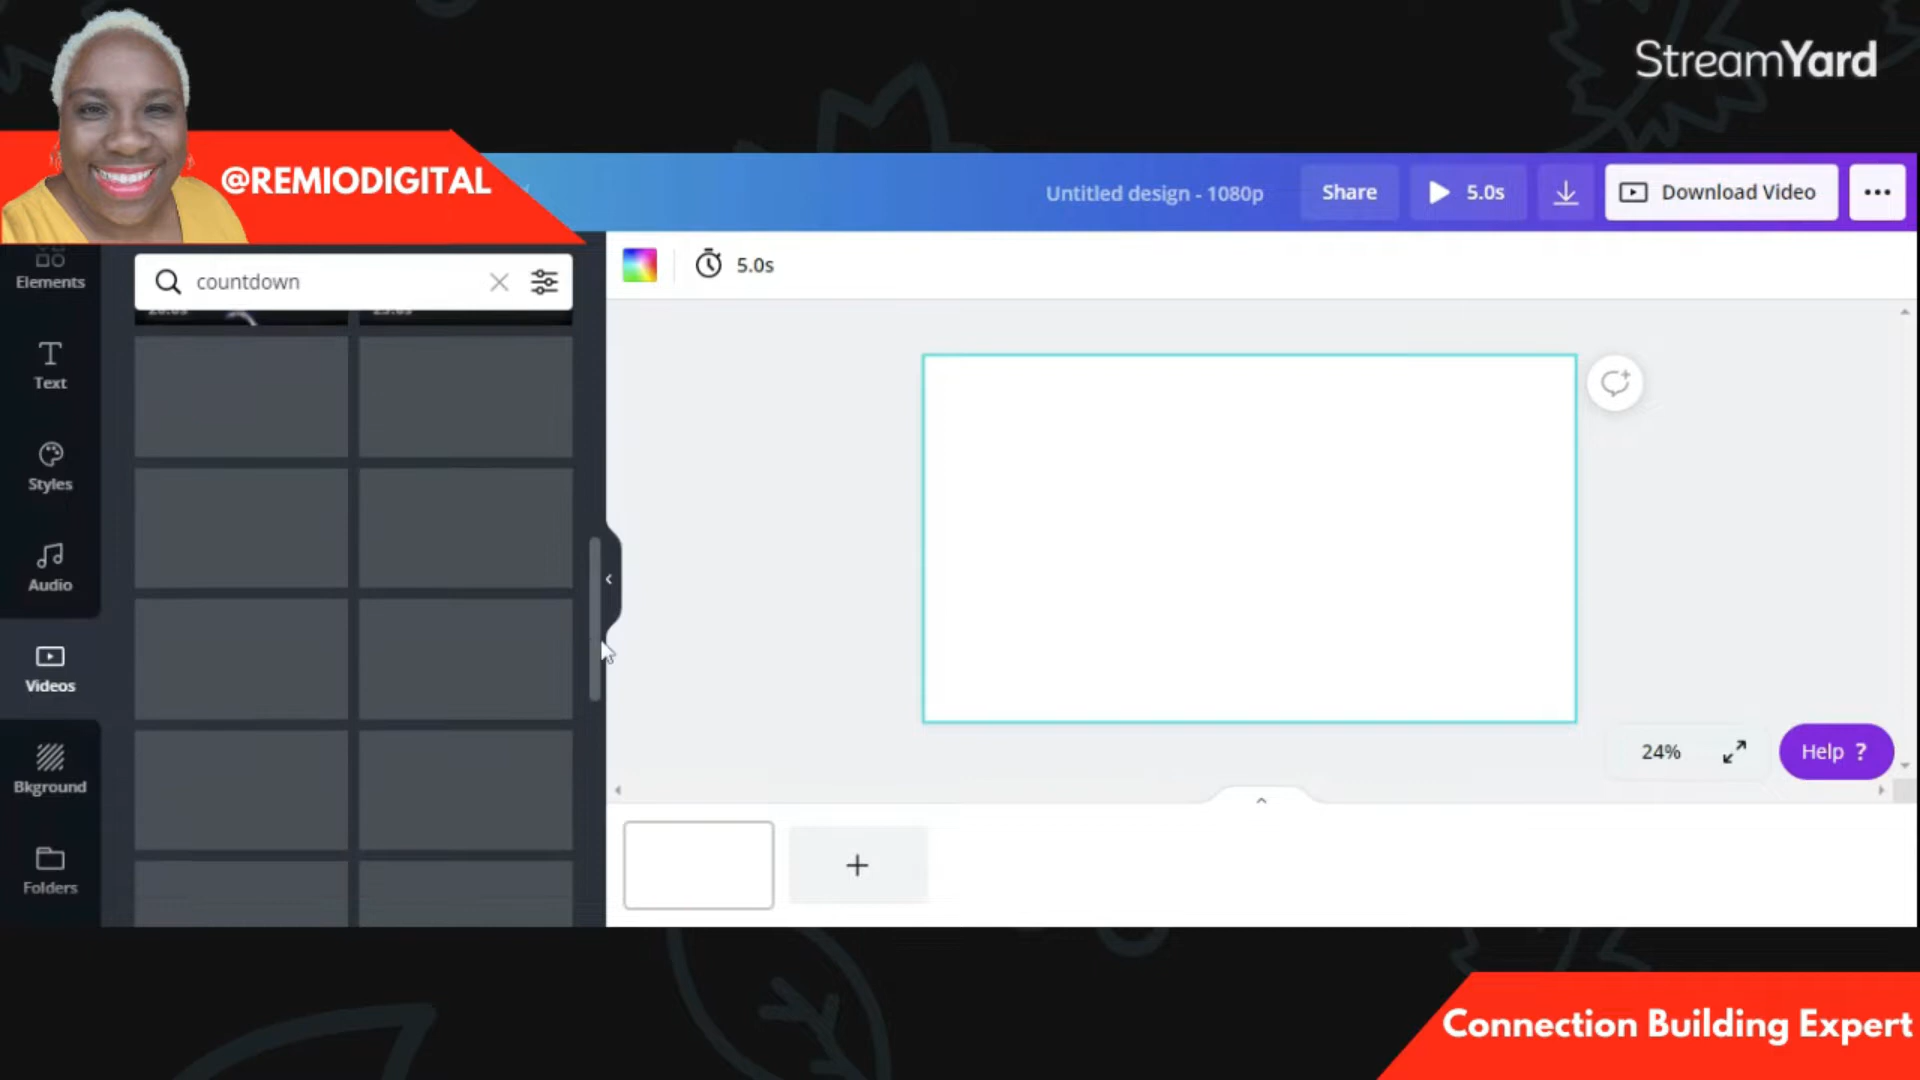 StreamYard
@REMIODIGITAL
Untitled design - 1080p
Share
5.0s
Download Video
Elements
countdown
5.0s
Text
Styles
Audio
Videos
Bkground
Folders
24%
Help ?
Connection Building Expert